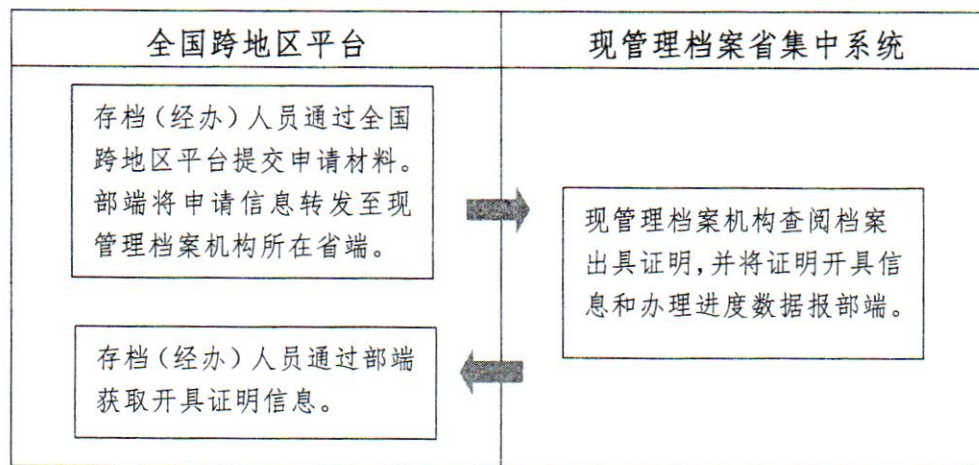 全国跨地区平台
现管理档案省集中系统
存档(经办)人员通过全国
跨地区平台提交申请材料。
部端将申请信息转发至现
管理档案机构所在省端。
现管理档案机构查阅档案
出具证明,并将证明开具信
息和办理进度数据报部端。
存档(经办)人员通过部端
获取开具证明信息。